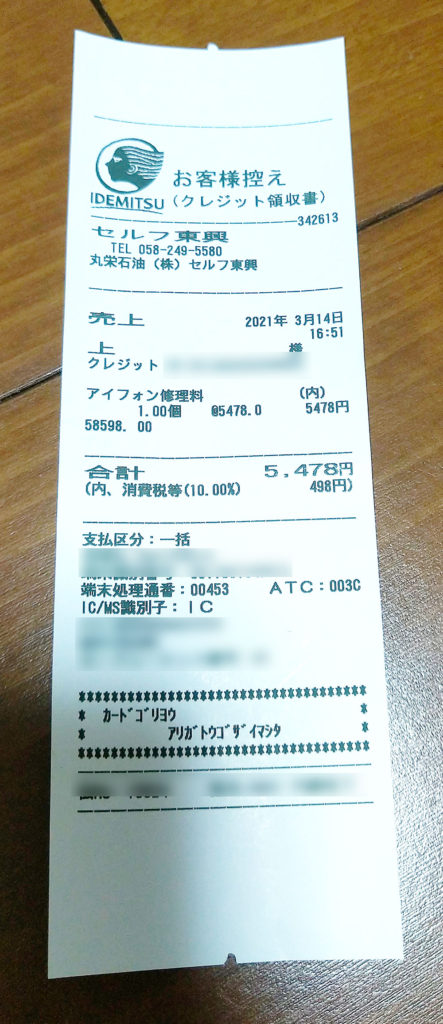 お客様控え
IDEMITSU
(クレジット領収書)
342613
セルフ東興
TEL 058-249-5580
丸栄石油(株)セルフ東興
売上 2021年 3月14日
16:51
上 様
クレジット
アイフォン修理料 (内)
1.00個 @5478.0 5478円
58598. 00
合計 5,478円
(内、消費税等(10.00%) 498円)
支払区分:一括
端末処理通番:00453 ATC:003C
IC/MS識別子:IC
************************************
* カード ゴリヨウ *
* アリガトウゴザイマシタ *
************************************